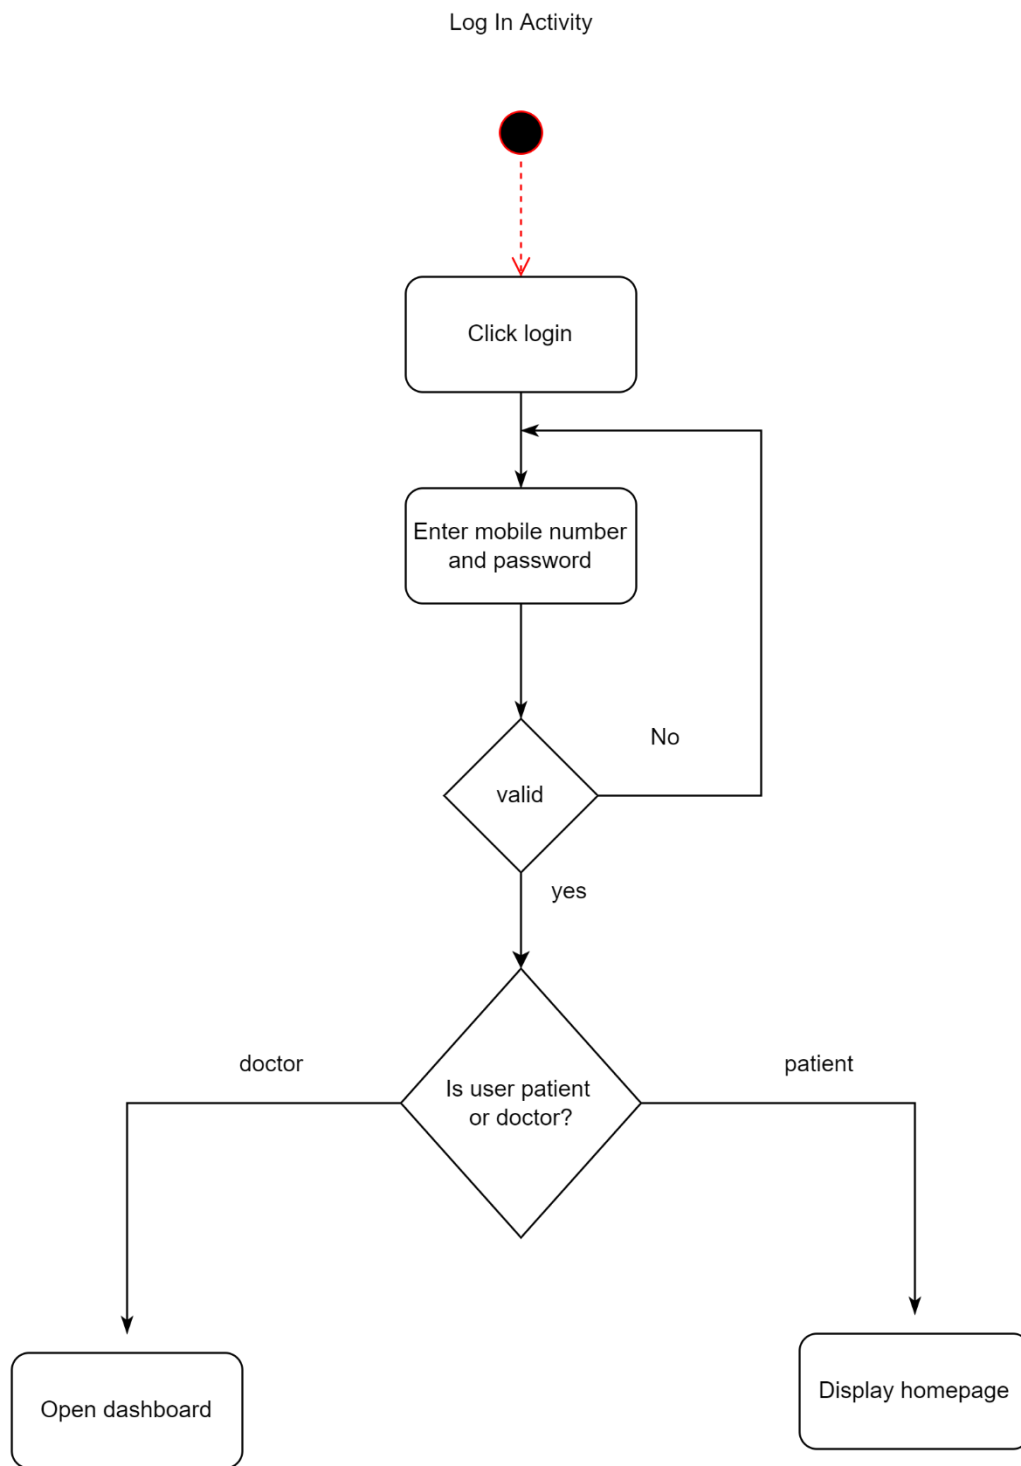 Log In Activity
Click login
Enter mobile number
and password
No
valid
yes
doctor
patient
Is user patient
or doctor?
Open dashboard
Display homepage